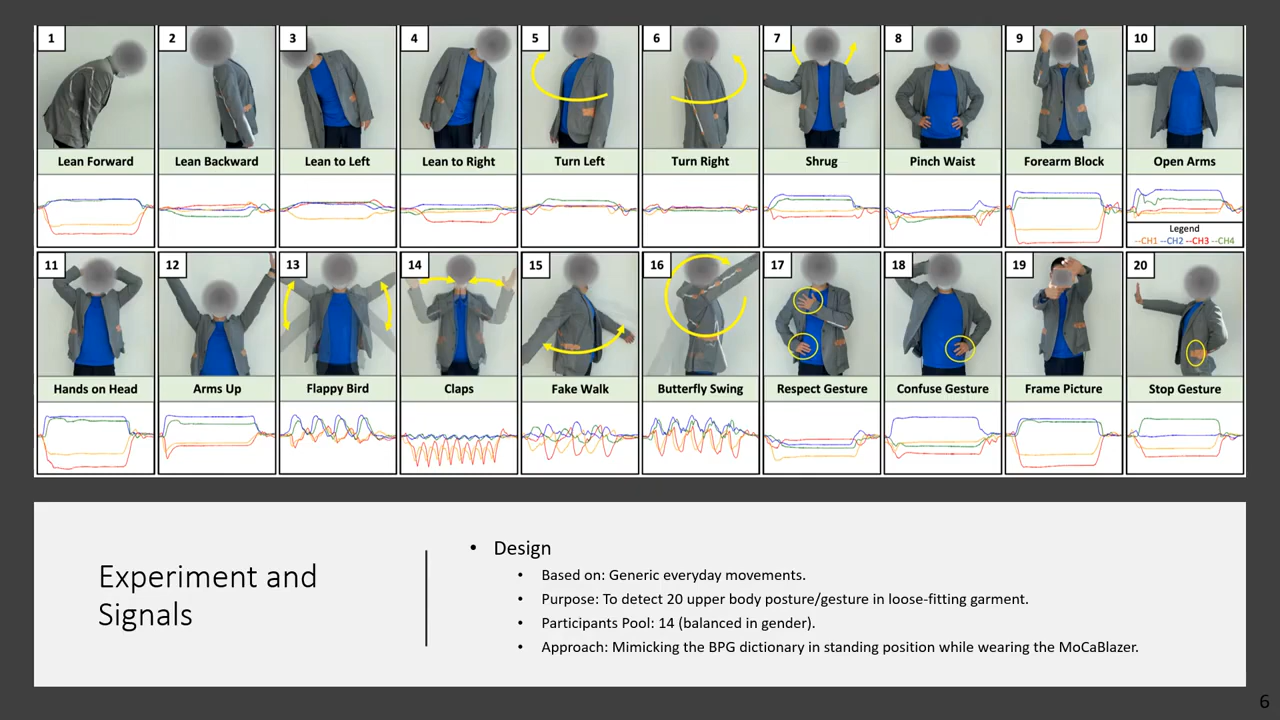 1 2 3 4 5 6 7 8 9 10
Lean Forward Lean Backward Lean to Left Lean to Right Turn Left Turn Right Shrug Pinch Waist Forearm Block Open Arms
Legend
--CH1 --CH2 --CH3 --CH4
11 12 13 14 15 16 17 18 19 20
Hands on Head Arms Up Flappy Bird Claps Fake Walk Butterfly Swing Respect Gesture Confuse Gesture Frame Picture Stop Gesture
Experiment and
Signals
• Design
• Based on: Generic everyday movements.
• Purpose: To detect 20 upper body posture/gesture in loose-fitting garment.
• Participants Pool: 14 (balanced in gender).
• Approach: Mimicking the BPG dictionary in standing position while wearing the MoCaBlazer.
6